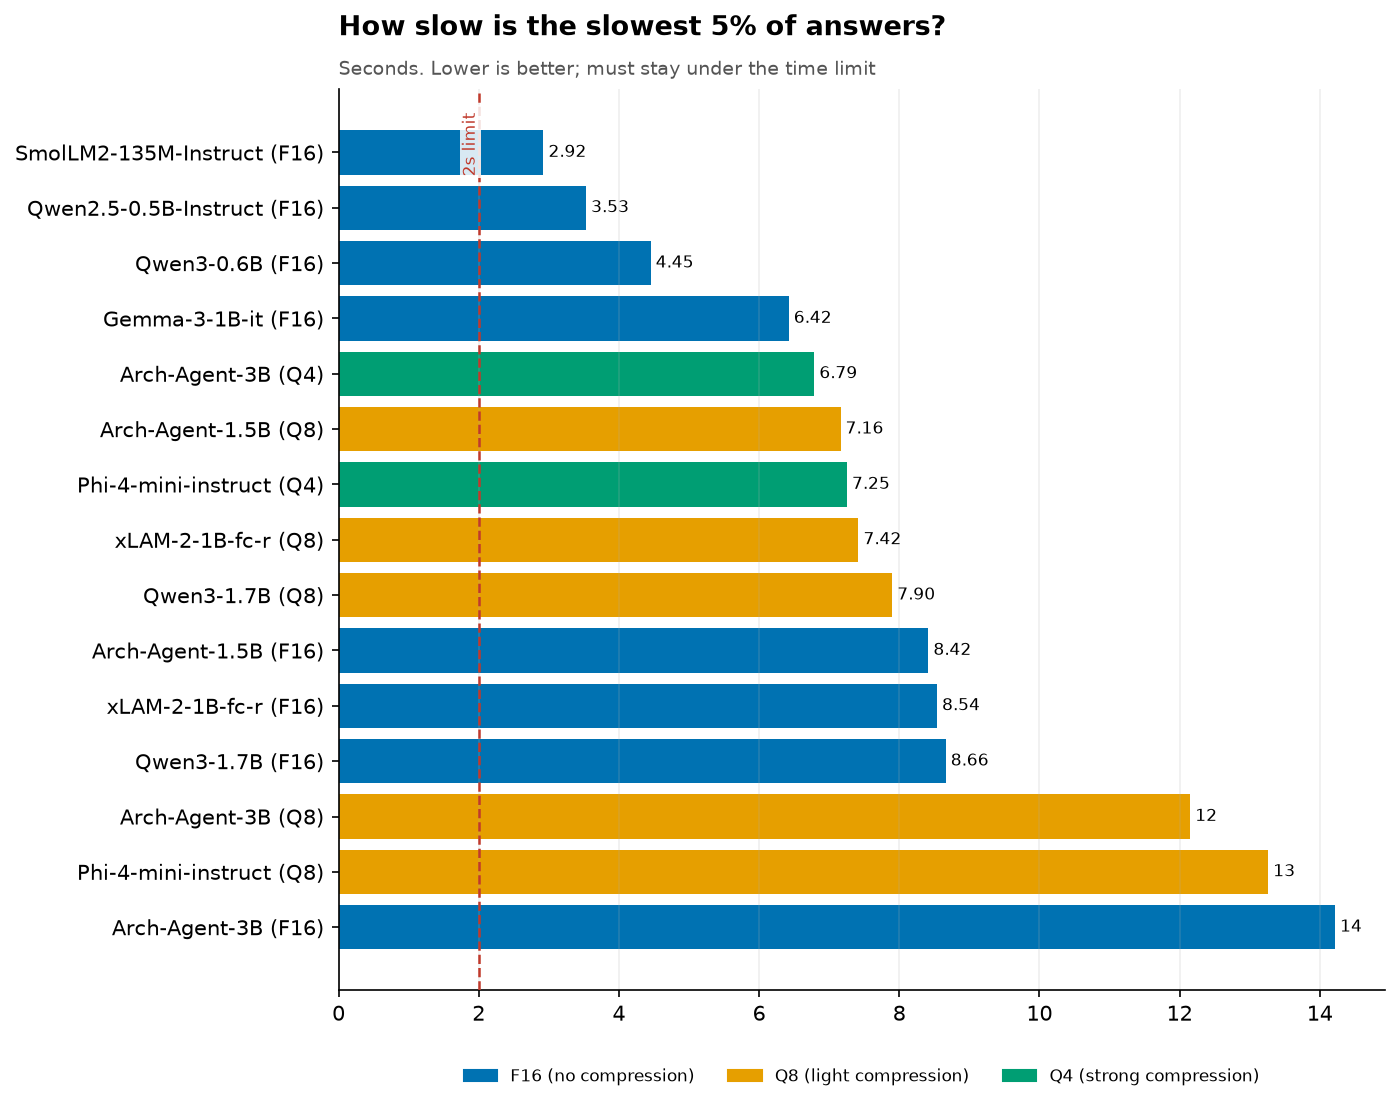 How slow is the slowest 5% of answers?
Seconds. Lower is better; must stay under the time limit
2s limit
SmolLM2-135M-Instruct (F16) 2.92
Qwen2.5-0.5B-Instruct (F16) 3.53
Qwen3-0.6B (F16) 4.45
Gemma-3-1B-it (F16) 6.42
Arch-Agent-3B (Q4) 6.79
Arch-Agent-1.5B (Q8) 7.16
Phi-4-mini-instruct (Q4) 7.25
xLAM-2-1B-fc-r (Q8) 7.42
Qwen3-1.7B (Q8) 7.90
Arch-Agent-1.5B (F16) 8.42
xLAM-2-1B-fc-r (F16) 8.54
Qwen3-1.7B (F16) 8.66
Arch-Agent-3B (Q8) 12
Phi-4-mini-instruct (Q8) 13
Arch-Agent-3B (F16) 14
0 2 4 6 8 10 12 14
F16 (no compression) Q8 (light compression) Q4 (strong compression)